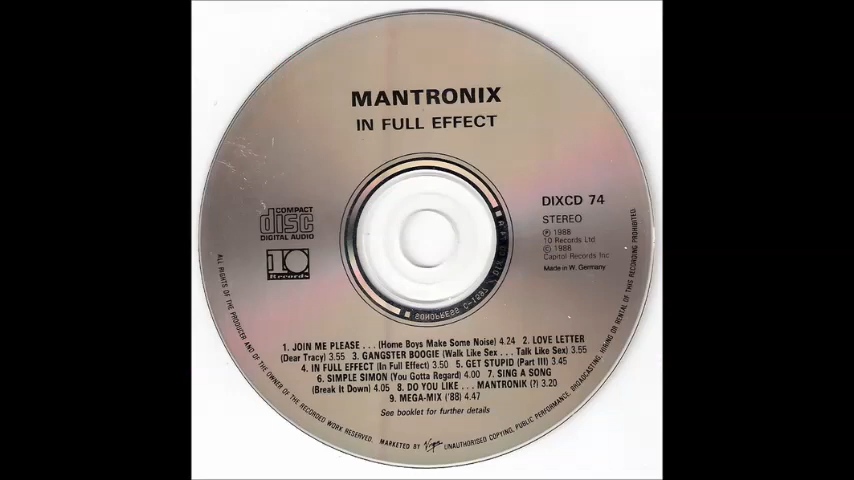 MANTRONIX
IN FULL EFFECT
COMPACT
disc
DIGITAL AUDIO
10
Records
DIXCD 74
STEREO
℗ 1988
10 Records Ltd
© 1988
Capitol Records Inc
Made in W. Germany
SONOPRESS
1. JOIN ME PLEASE . . . (Home Boys Make Some Noise) 4.24 2. LOVE LETTER
(Dear Tracy) 3.55 3. GANGSTER BOOGIE (Walk Like Sex . . . Talk Like Sex) 3.55
4. IN FULL EFFECT (In Full Effect) 3.50 5. GET STUPID (Part III) 3.45
6. SIMPLE SIMON (You Gotta Regard) 4.00 7. SING A SONG
(Break It Down) 4.05 8. DO YOU LIKE . . . MANTRONIK (?) 3.20
9. MEGA-MIX ('88) 4.47
See booklet for further details
ALL RIGHTS OF THE PRODUCER AND OF THE OWNER OF THE RECORDED WORK RESERVED. MARKETED BY Virgin UNAUTHORISED COPYING, PUBLIC PERFORMANCE, BROADCASTING, HIRING OR RENTAL OF THIS RECORDING PROHIBITED.